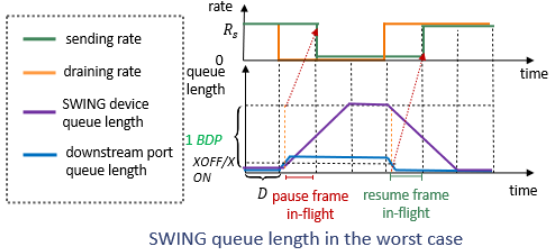 sending rate
draining rate
SWING device
queue length
downstream port
queue length
rate
Rs
0
time
queue
length
1 BDP
XOFF/X
ON
D
pause frame
in-flight
resume frame
in-flight
time
SWING queue length in the worst case